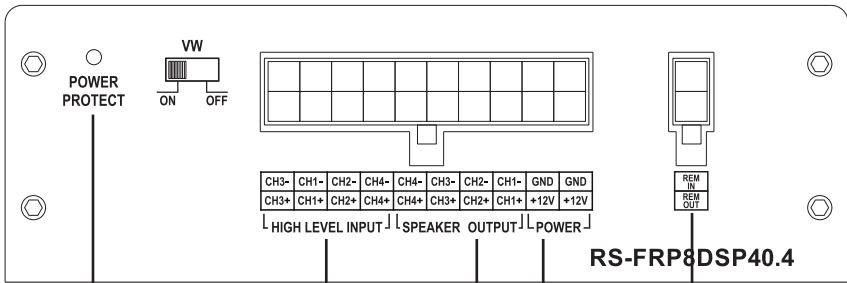 VW
POWER
PROTECT
ON OFF
CH3- CH1- CH2- CH4- CH4- CH3- CH2- CH1- GND GND
CH3+ CH1+ CH2+ CH4+ CH4+ CH3+ CH2+ CH1+ +12V +12V
REM
IN
REM
OUT
HIGH LEVEL INPUT SPEAKER OUTPUT POWER
RS-FRP8DSP40.4